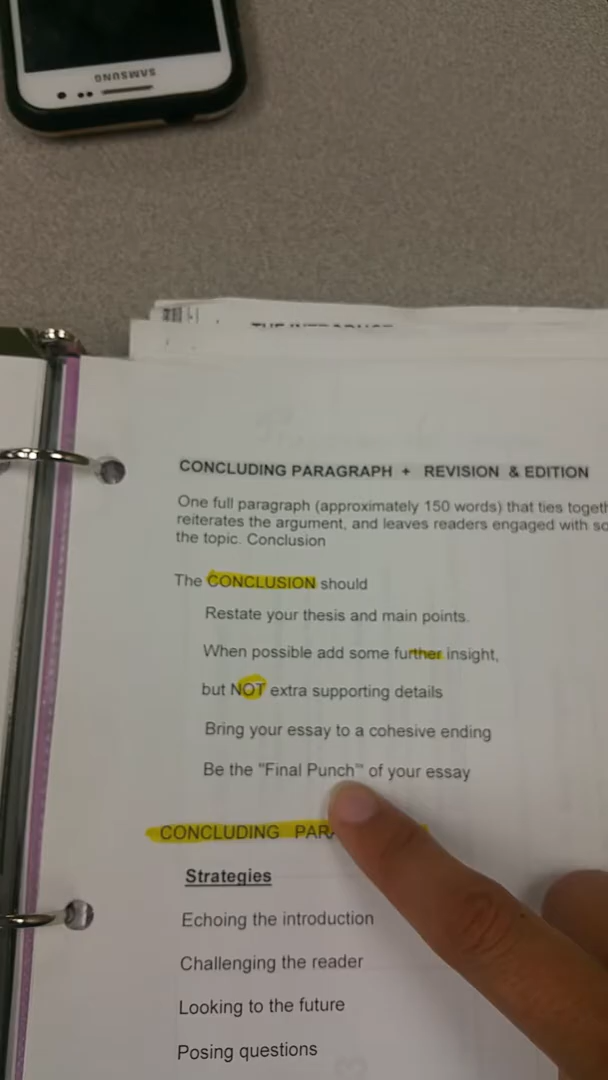 SAMSUNG
CONCLUDING PARAGRAPH + REVISION & EDITION
One full paragraph (approximately 150 words) that ties
reiterates the argument, and leaves readers engaged with
the topic. Conclusion
The CONCLUSION should
Restate your thesis and main points.
When possible add some further insight,
but NOT extra supporting details
Bring your essay to a cohesive ending
Be the "Final Punch" of your essay
CONCLUDING
Strategies
Echoing the introduction
Challenging the reader
Looking to the future
Posing questions